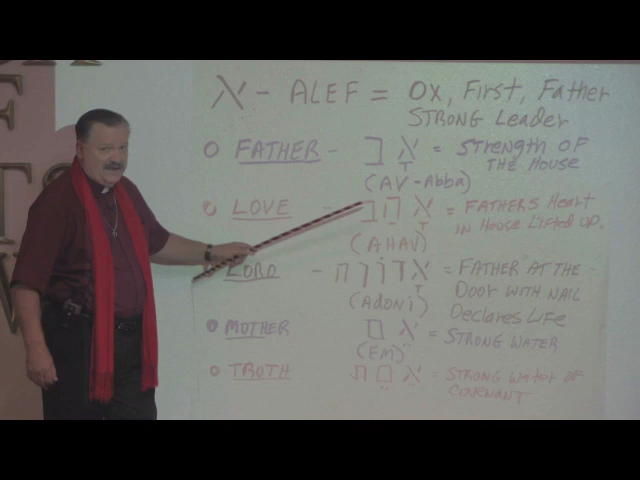 א - ALEF = OX, First, Father
STRONG Leader
FATHER - אב = Strength OF
THE House
(AV-Abba)
LOVE - אהב = FATHERS Heart
in House Lifted UP.
(AHAV)
LORD - = FATHER AT THE
Door with NAIL
(Adoni) Declares Life
MOTHER אם = STRONG WATER
(EM)
TROTH אמת = STRONG Water OF
COVENANT